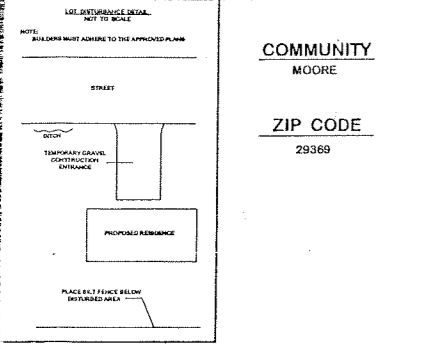 LOT DISTURBANCE DETAIL
NOT TO SCALE
NOTE:
BUILDERS MUST ADHERE TO THE APPROVED PLANS
STREET
DITCH
TEMPORARY GRAVEL
CONSTRUCTION
ENTRANCE
PROPOSED RESIDENCE
PLACE SILT FENCE BELOW
DISTURBED AREA
COMMUNITY
MOORE
ZIP CODE
29369